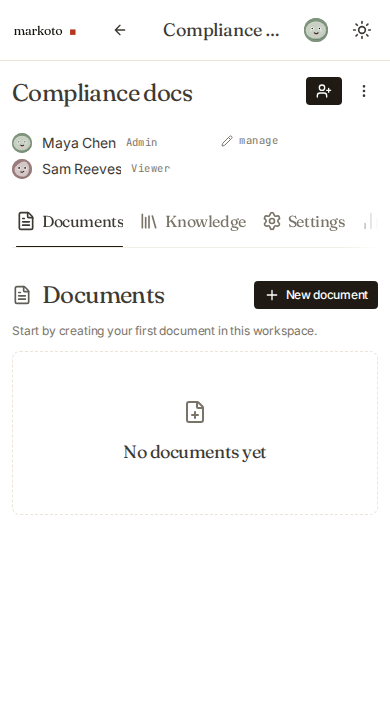 markoto
Compliance ...
Compliance docs
Maya Chen Admin manage
Sam Reeves Viewer
Documents Knowledge Settings
Documents
New document
Start by creating your first document in this workspace.
No documents yet